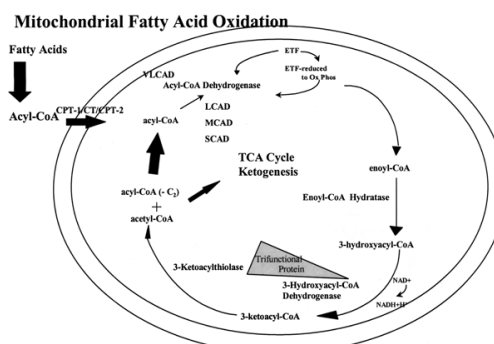 Mitochondrial Fatty Acid Oxidation
Fatty Acids
Acyl-CoA
CPT-1/CT/CPT-2
VLCAD
Acyl-CoA Dehydrogenase
ETF
ETF-reduced
to Ox Phos
acyl-CoA
LCAD
MCAD
SCAD
TCA Cycle
Ketogenesis
enoyl-CoA
Enoyl-CoA Hydratase
acyl-CoA (- C₂)
+
acetyl-CoA
3-hydroxyacyl-CoA
Trifunctional
Protein
3-Ketoacylthiolase
3-Hydroxyacyl-CoA
Dehydrogenase
NAD+
NADH+H⁺
3-ketoacyl-CoA